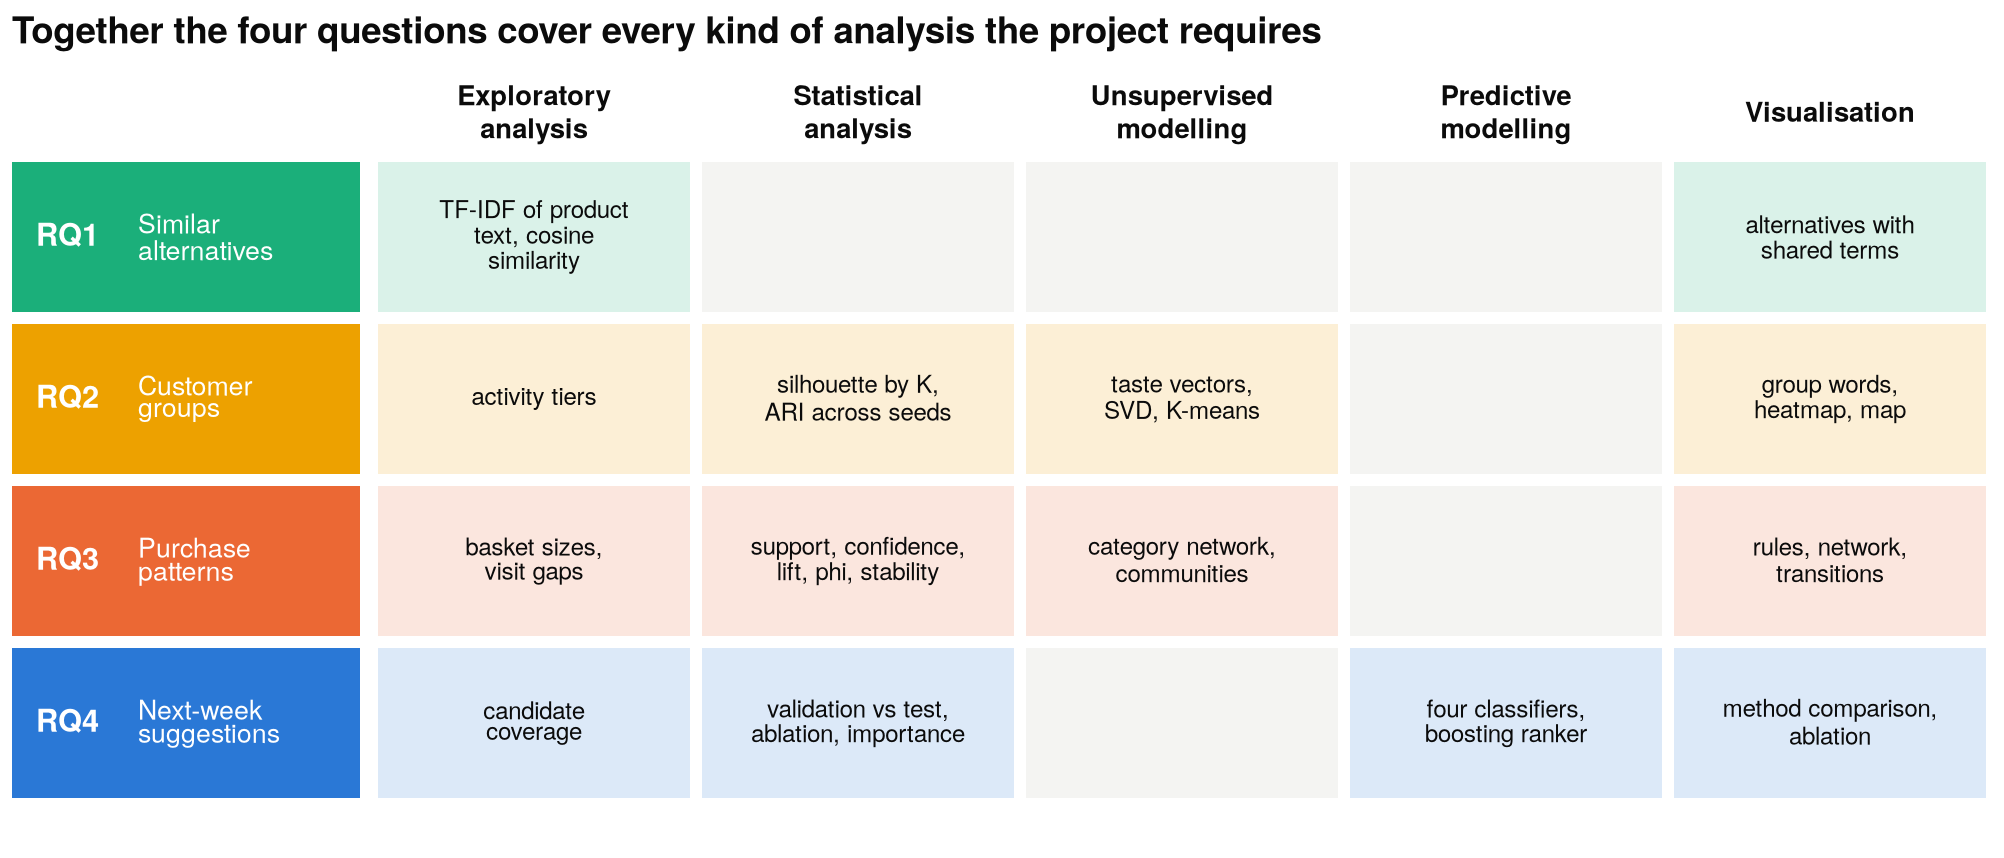 Together the four questions cover every kind of analysis the project requires
Exploratory
analysis
Statistical
analysis
Unsupervised
modelling
Predictive
modelling
Visualisation
RQ1
Similar
alternatives
TF-IDF of product
text, cosine
similarity
alternatives with
shared terms
RQ2
Customer
groups
activity tiers
silhouette by K,
ARI across seeds
taste vectors,
SVD, K-means
group words,
heatmap, map
RQ3
Purchase
patterns
basket sizes,
visit gaps
support, confidence,
lift, phi, stability
category network,
communities
rules, network,
transitions
RQ4
Next-week
suggestions
candidate
coverage
validation vs test,
ablation, importance
four classifiers,
boosting ranker
method comparison,
ablation